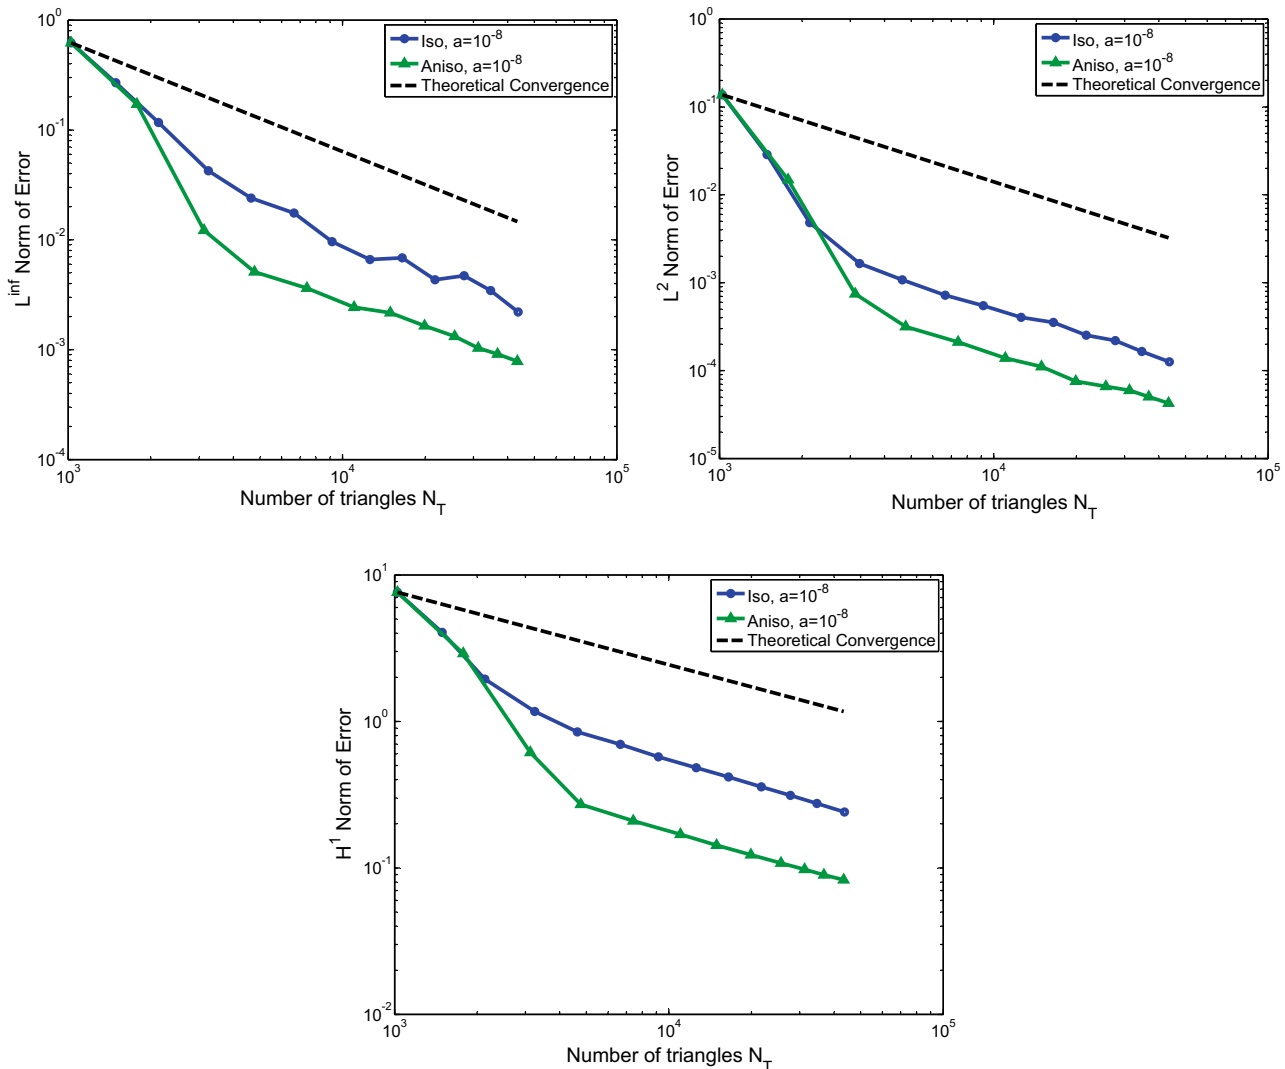 10^0
10^-1
10^-2
10^-3
10^-4
L^inf Norm of Error
10^3
10^4
10^5
Number of triangles N_T
Iso, a=10^-8
Aniso, a=10^-8
Theoretical Convergence
10^0
10^-1
10^-2
10^-3
10^-4
10^-5
L^2 Norm of Error
10^3
10^4
10^5
Number of triangles N_T
Iso, a=10^-8
Aniso, a=10^-8
Theoretical Convergence
10^1
10^0
10^-1
10^-2
H^1 Norm of Error
10^3
10^4
10^5
Number of triangles N_T
Iso, a=10^-8
Aniso, a=10^-8
Theoretical Convergence